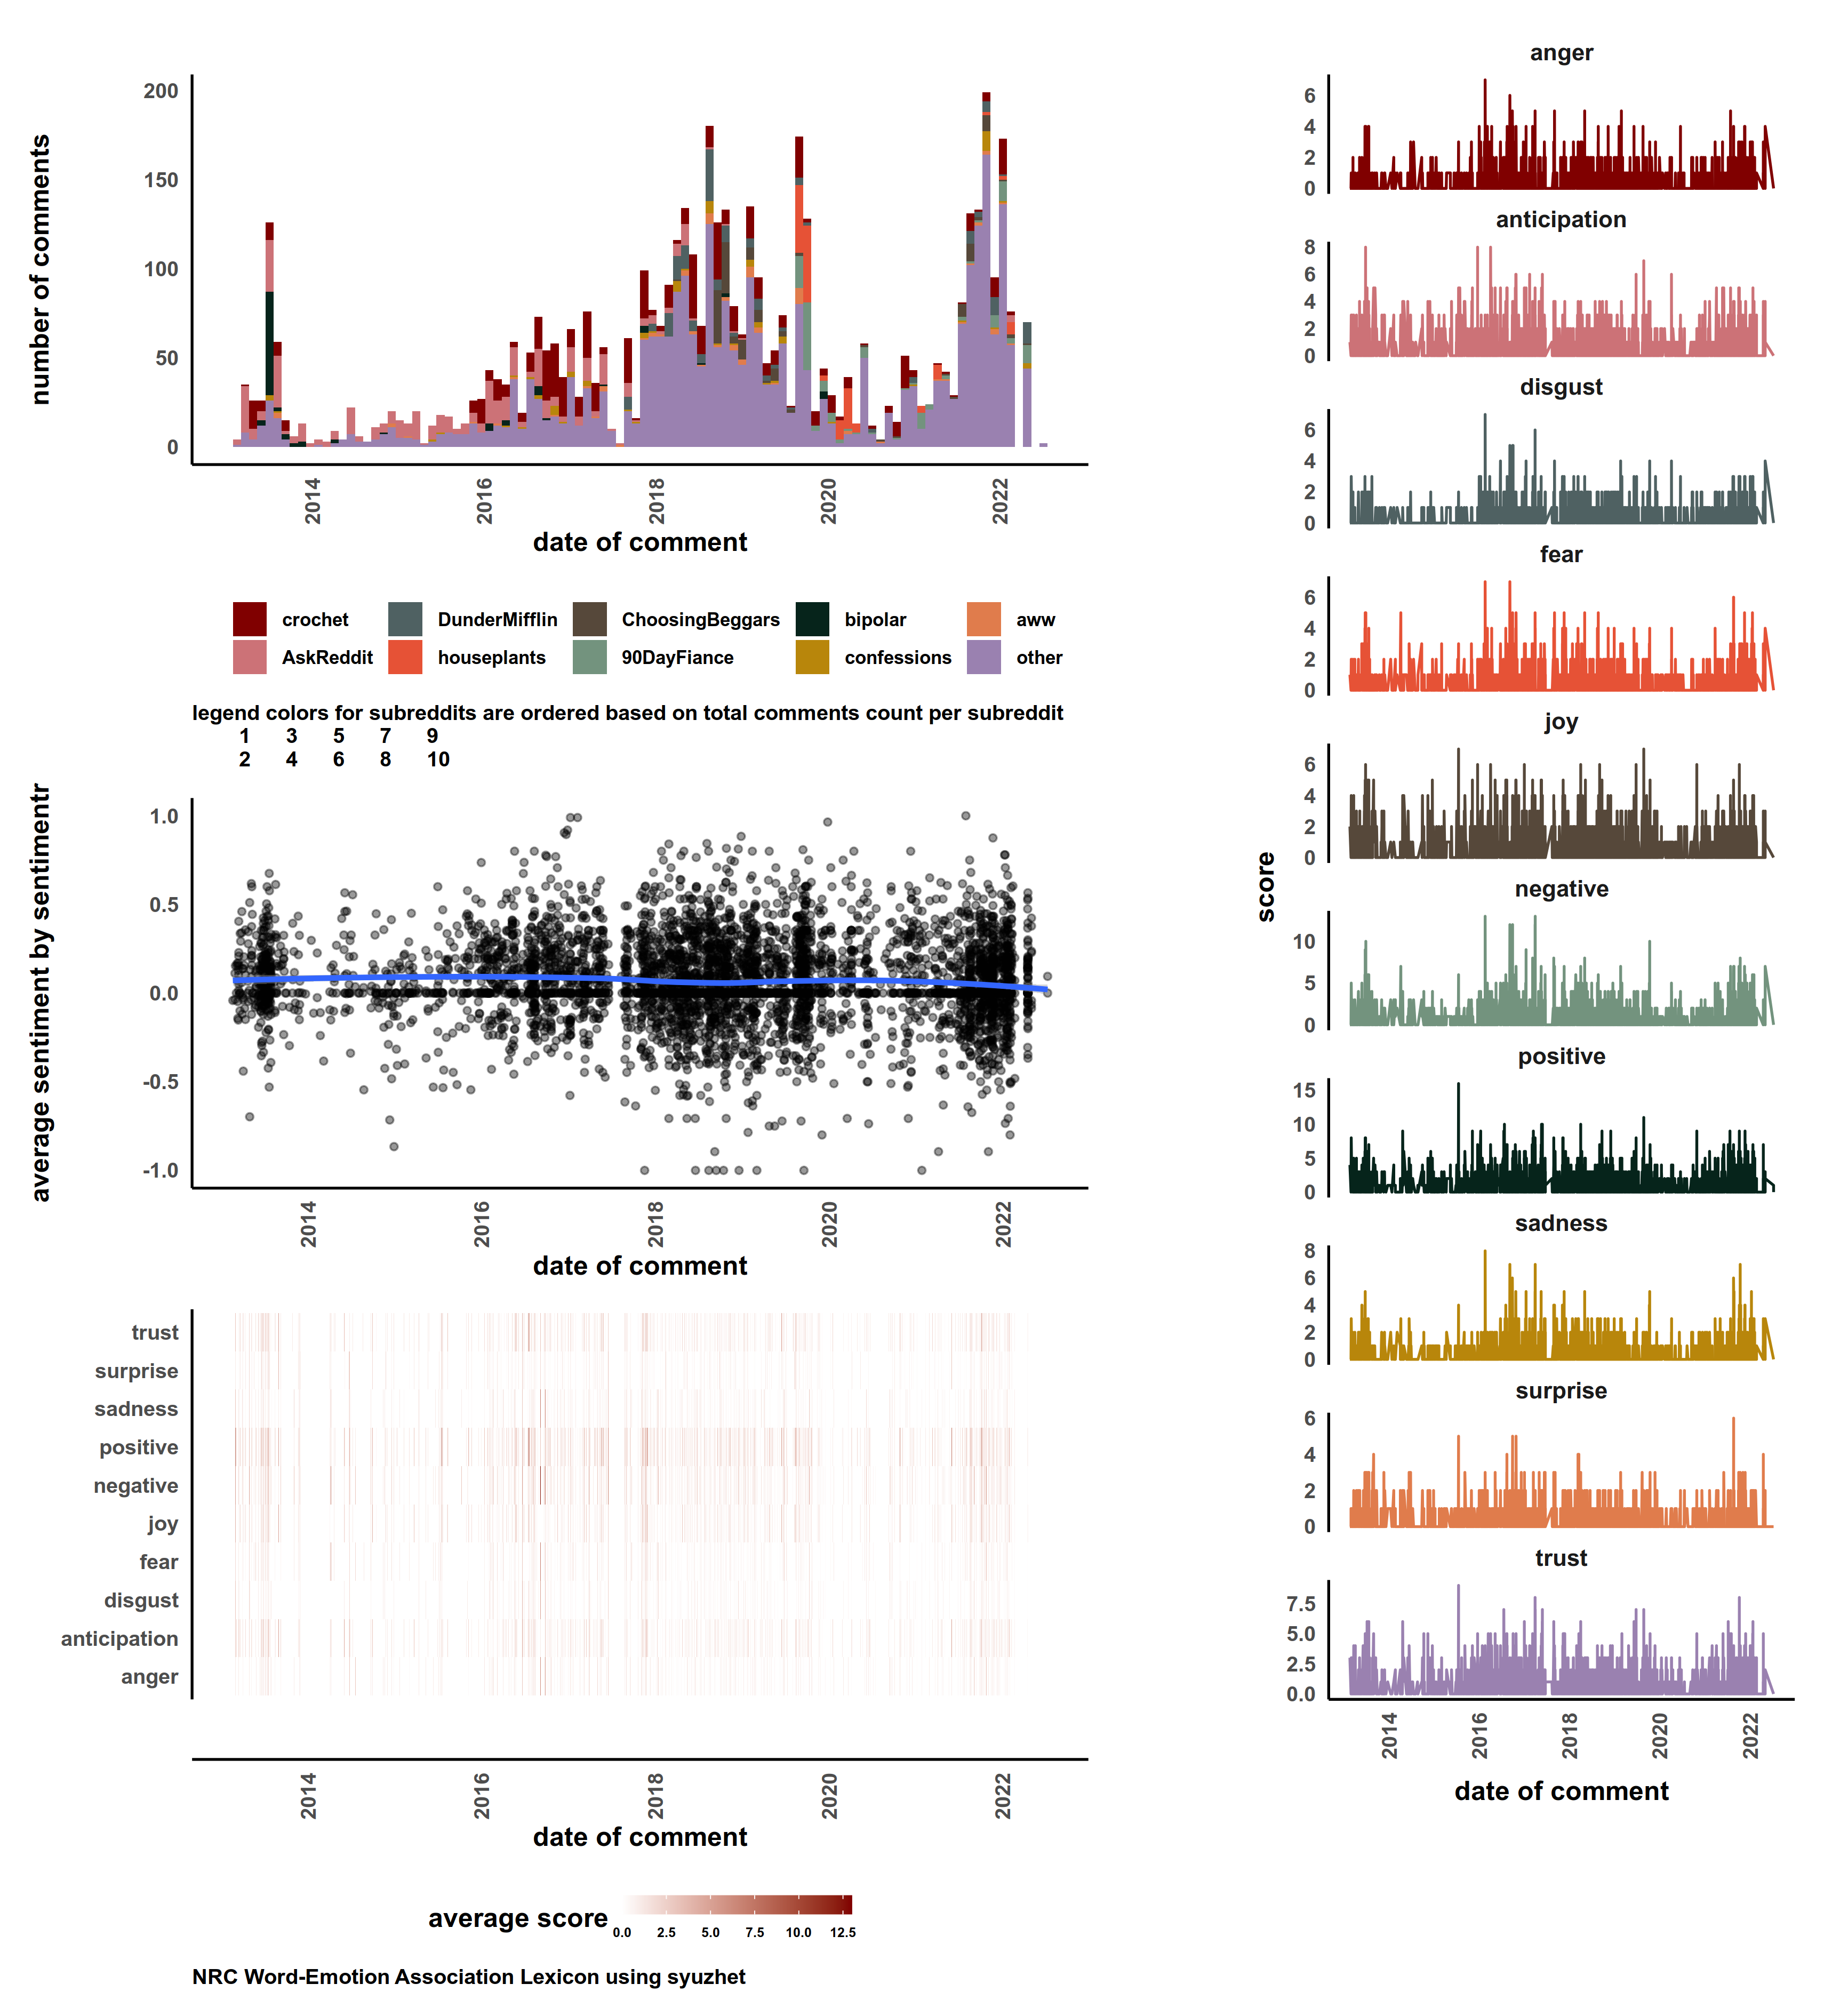 number of comments
200
150
100
50
0
2014 2016 2018 2020 2022
date of comment
crochet DunderMifflin ChoosingBeggars bipolar aww
AskReddit houseplants 90DayFiance confessions other
legend colors for subreddits are ordered based on total comments count per subreddit
1 3 5 7 9
2 4 6 8 10
average sentiment by sentimentr
1.0
0.5
0.0
-0.5
-1.0
2014 2016 2018 2020 2022
date of comment
trust
surprise
sadness
positive
negative
joy
fear
disgust
anticipation
anger
2014 2016 2018 2020 2022
date of comment
average score
0.0 2.5 5.0 7.5 10.0 12.5
NRC Word-Emotion Association Lexicon using syuzhet
score
anger
6
4
2
0
anticipation
8
6
4
2
0
disgust
6
4
2
0
fear
6
4
2
0
joy
6
4
2
0
negative
10
5
0
positive
15
10
5
0
sadness
8
6
4
2
0
surprise
6
4
2
0
trust
7.5
5.0
2.5
0.0
2014 2016 2018 2020 2022
date of comment